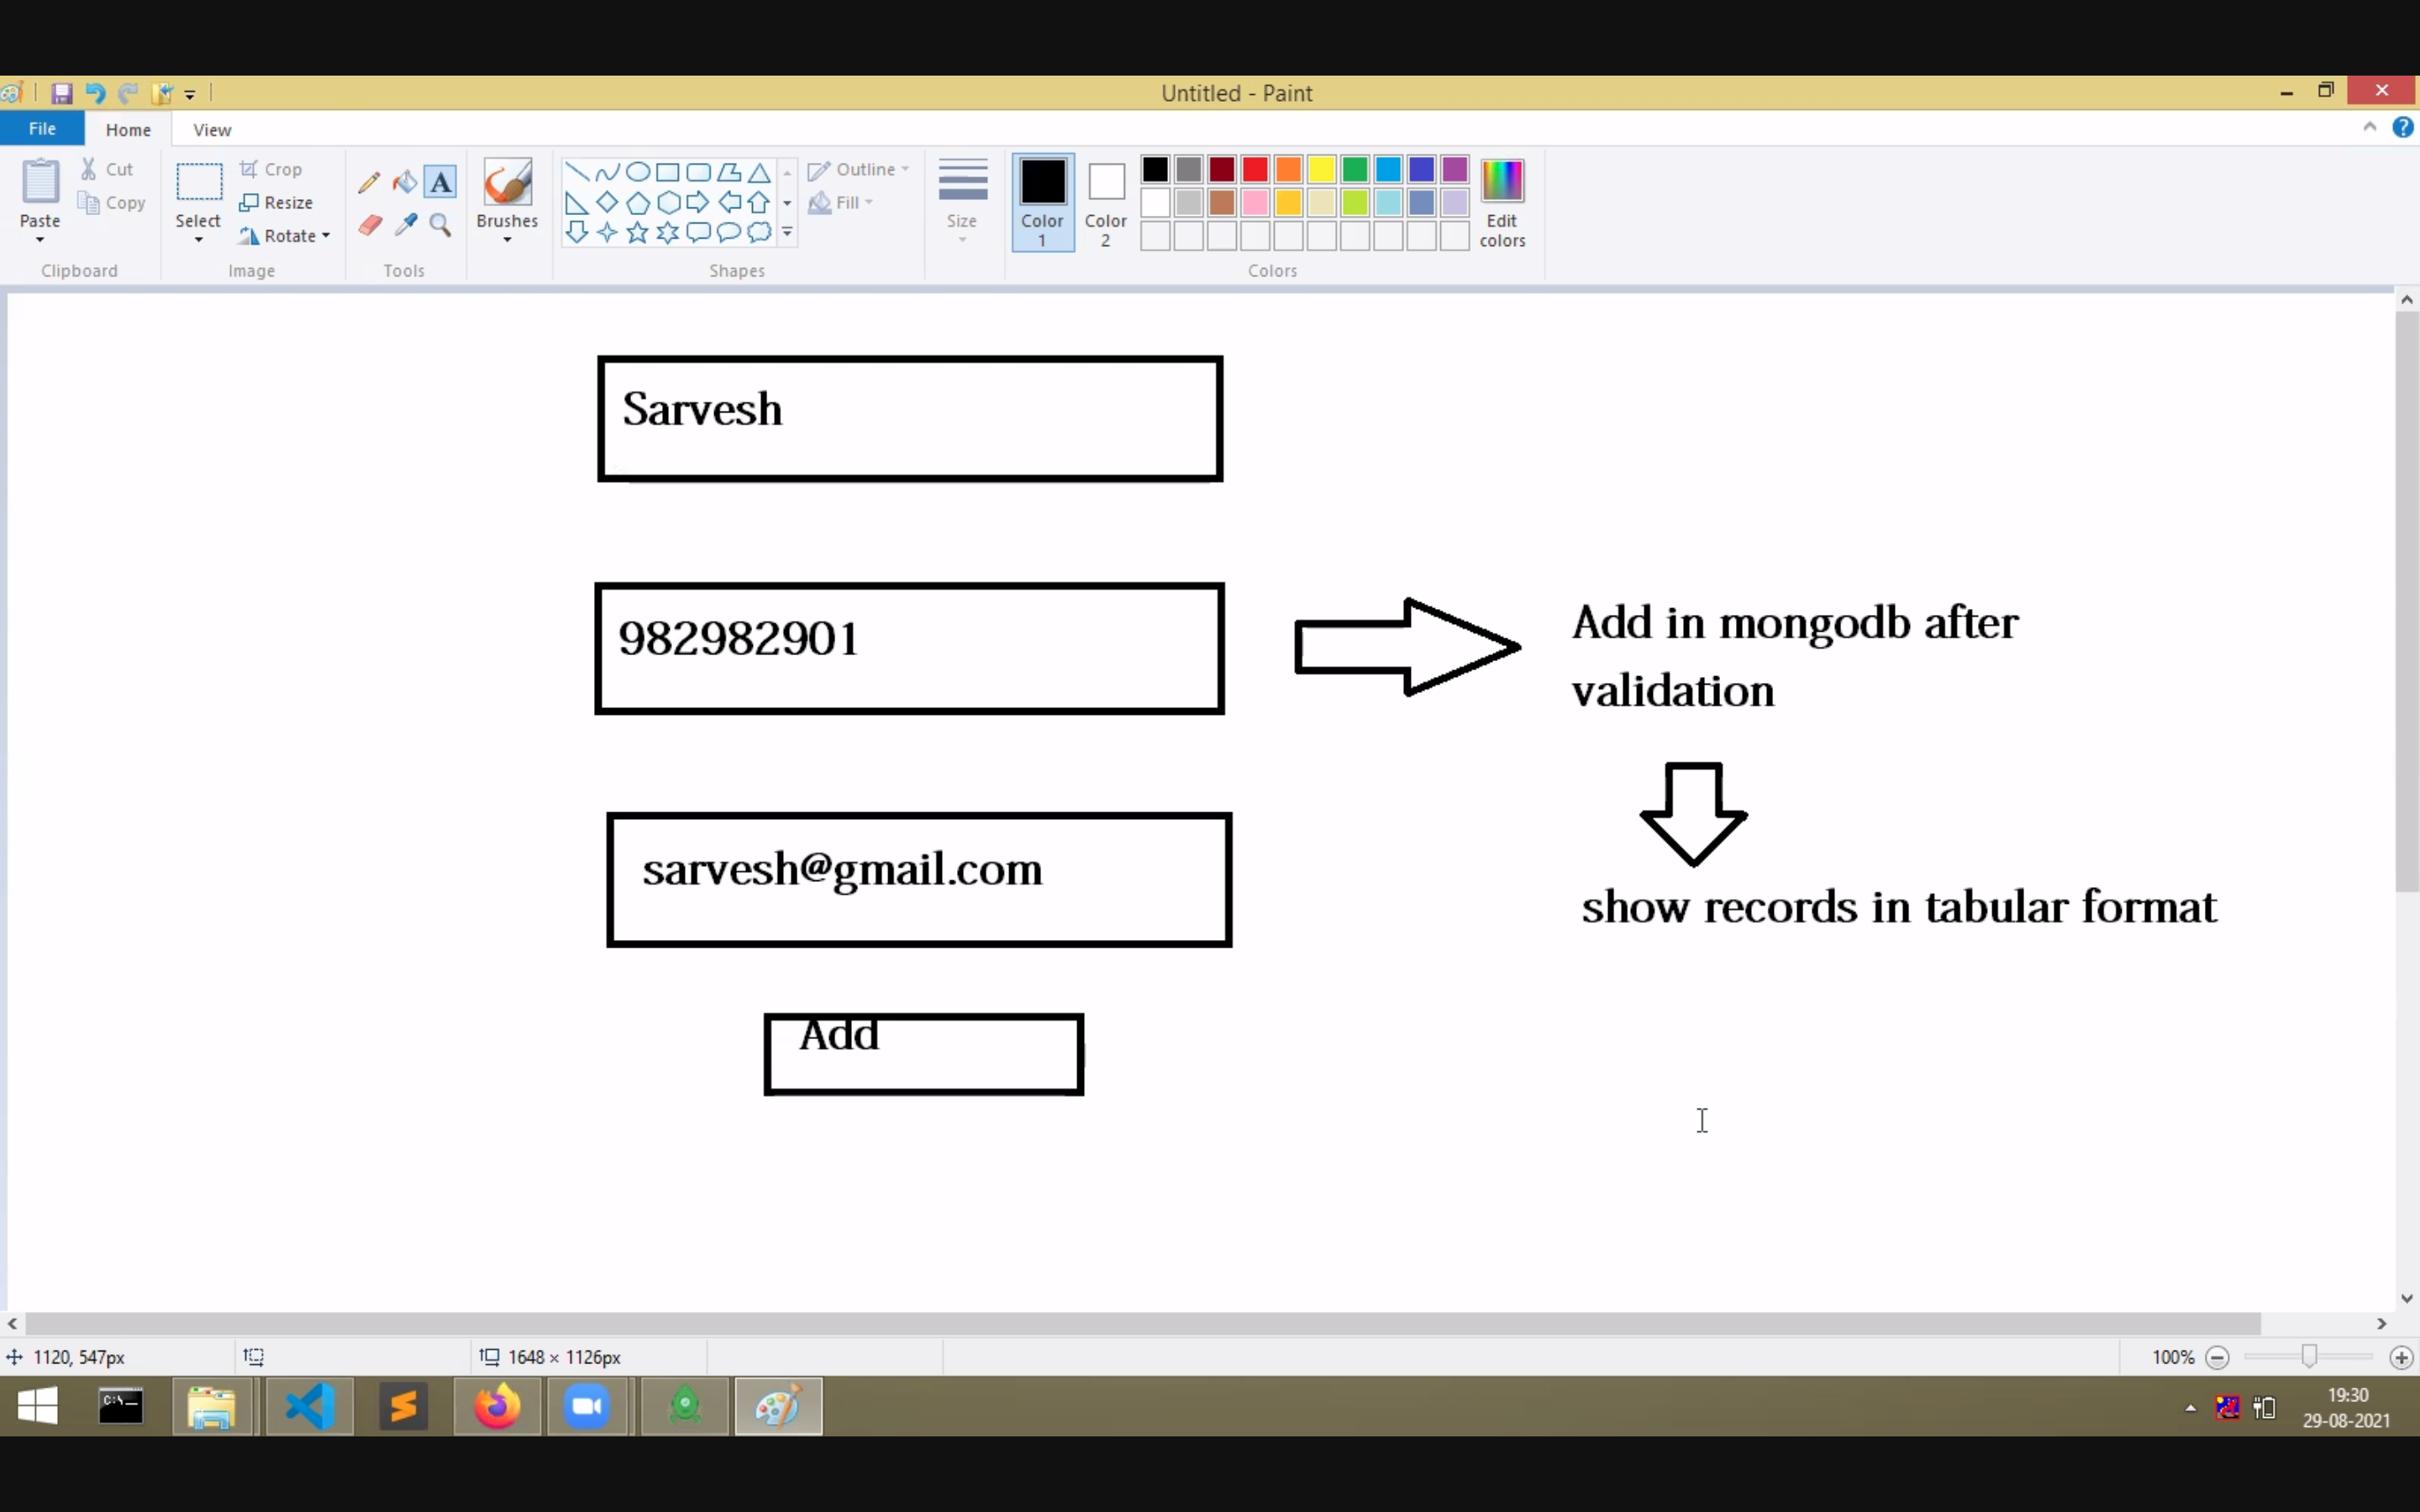 Untitled - Paint
File Home View
Paste
Cut
Copy
Clipboard
Select
Crop
Resize
Rotate
Image
A
Tools
Brushes
Shapes
Outline
Fill
Size
Color 1
Color 2
Edit colors
Colors
Sarvesh
982982901
sarvesh@gmail.com
Add
Add in mongodb after
validation
show records in tabular format
1120, 547px
1648 × 1126px
100%
C:\
19:30
29-08-2021